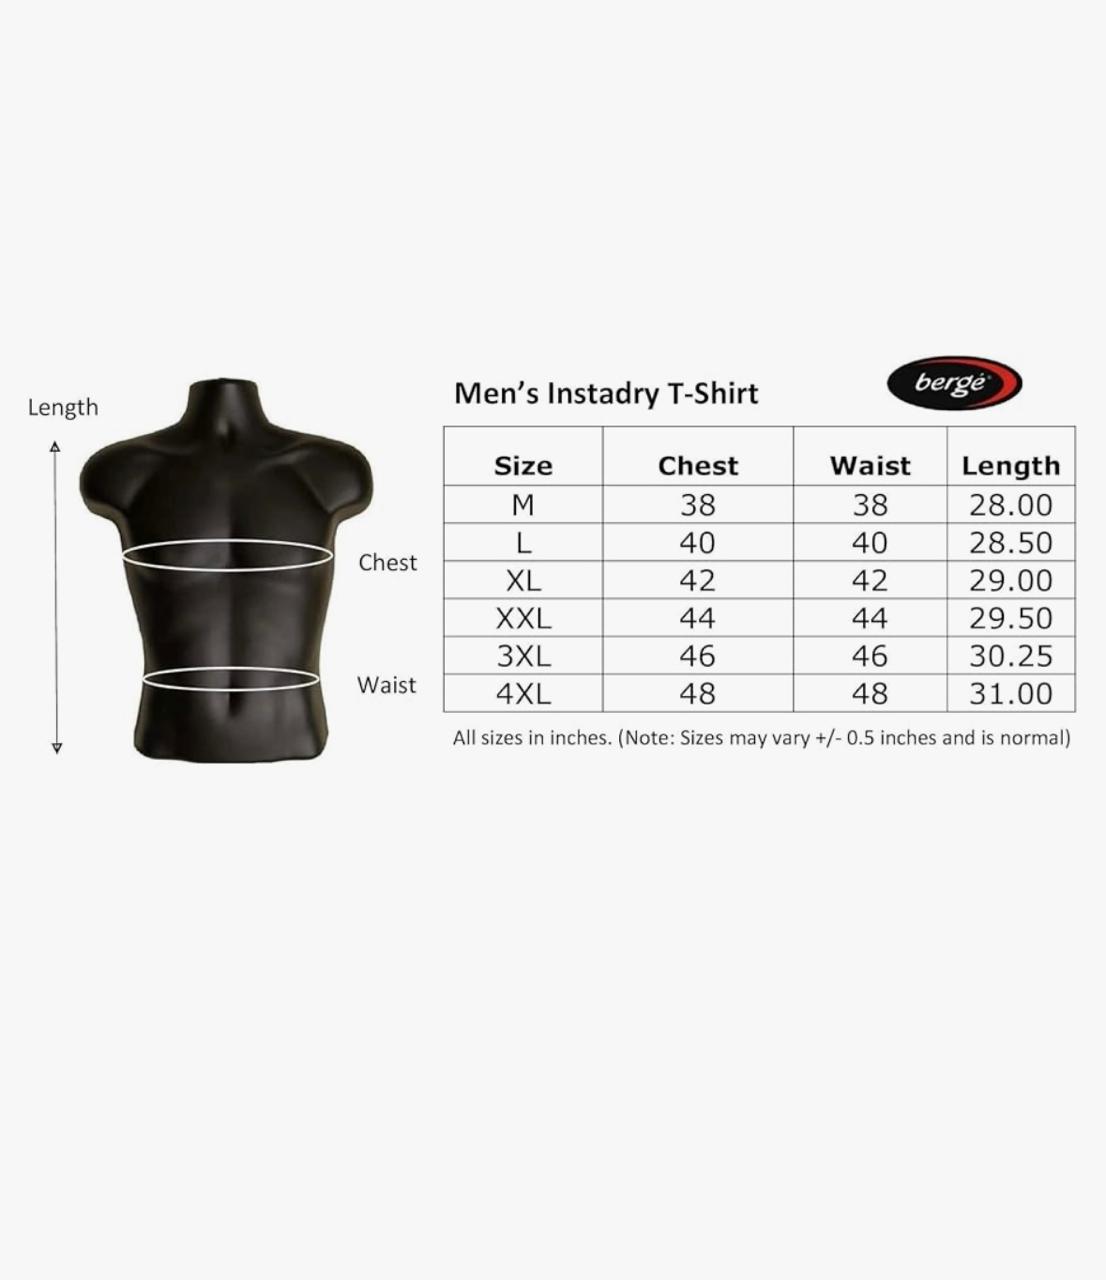 Length
Chest
Waist
Men’s Instadry T-Shirt
bergé®
Size Chest Waist Length
M 38 38 28.00
L 40 40 28.50
XL 42 42 29.00
XXL 44 44 29.50
3XL 46 46 30.25
4XL 48 48 31.00
All sizes in inches. (Note: Sizes may vary +/- 0.5 inches and is normal)